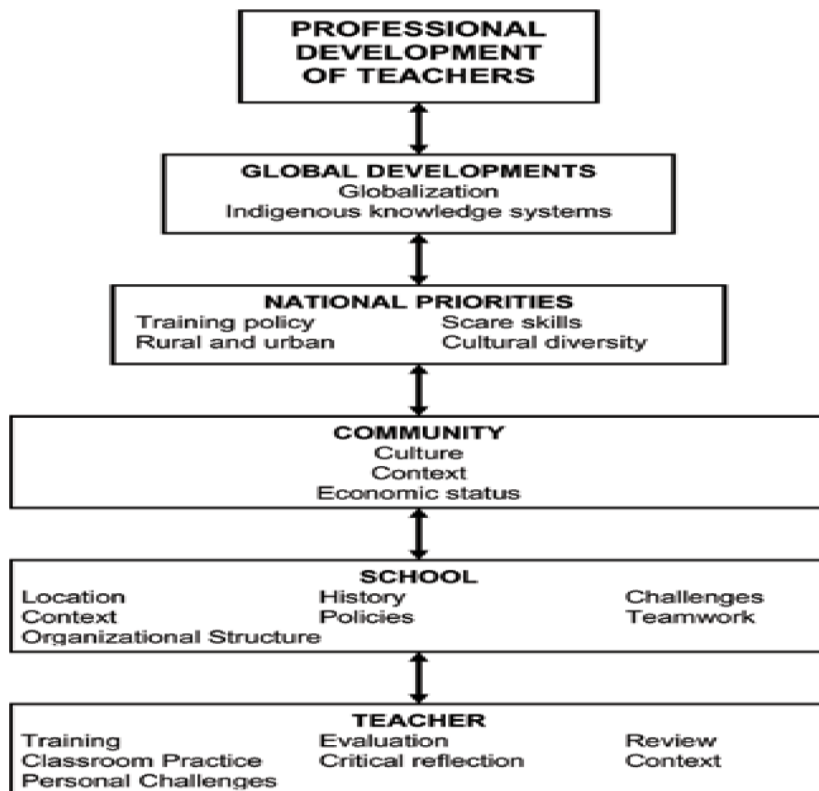 PROFESSIONAL
DEVELOPMENT
OF TEACHERS
GLOBAL DEVELOPMENTS
Globalization
Indigenous knowledge systems
NATIONAL PRIORITIES
Training policy Scare skills
Rural and urban Cultural diversity
COMMUNITY
Culture
Context
Economic status
SCHOOL
Location History Challenges
Context Policies Teamwork
Organizational Structure
TEACHER
Training Evaluation Review
Classroom Practice Critical reflection Context
Personal Challenges